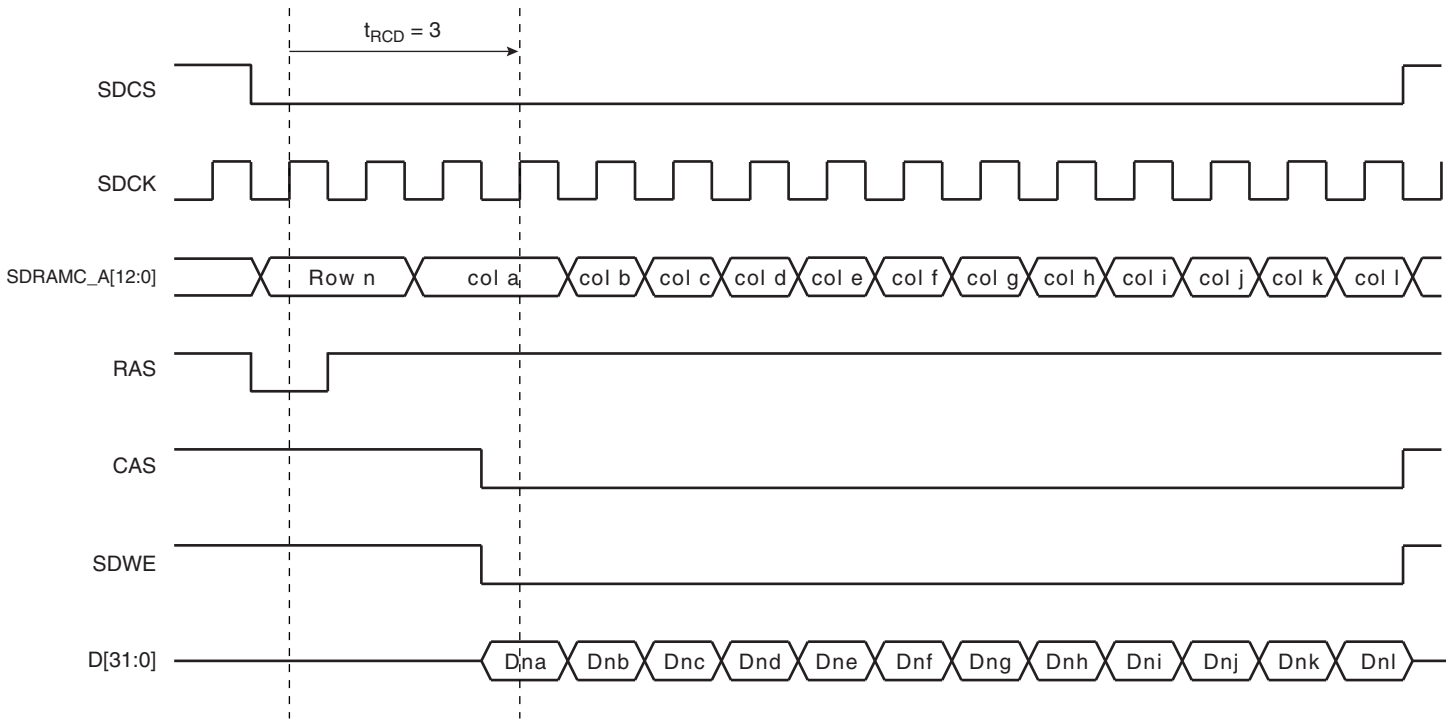 tRCD = 3
SDCS
SDCK
SDRAMC_A[12:0]
Row n
col a
col b
col c
col d
col e
col f
col g
col h
col i
col j
col k
col l
RAS
CAS
SDWE
D[31:0]
Dna
Dnb
Dnc
Dnd
Dne
Dnf
Dng
Dnh
Dni
Dnj
Dnk
Dnl